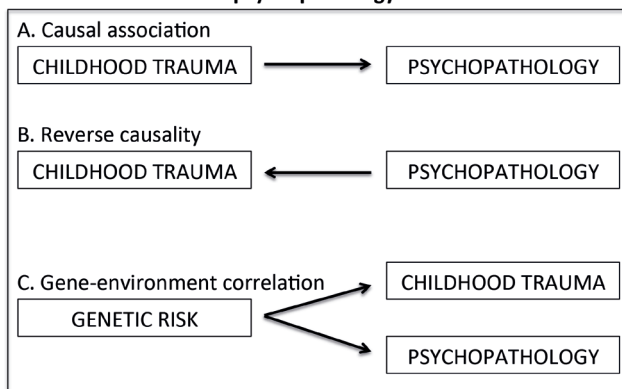 A. Causal association
CHILDHOOD TRAUMA
PSYCHOPATHOLOGY
B. Reverse causality
CHILDHOOD TRAUMA
PSYCHOPATHOLOGY
C. Gene-environment correlation
CHILDHOOD TRAUMA
GENETIC RISK
PSYCHOPATHOLOGY